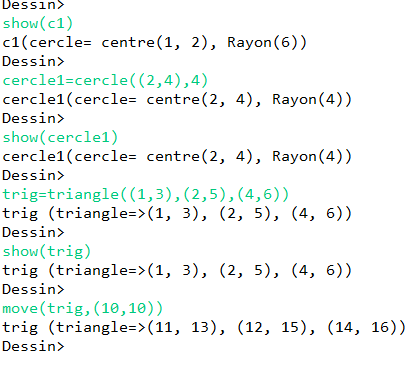 Dessin>
show(c1)
c1(cercle= centre(1, 2), Rayon(6))
Dessin>
cercle1=cercle((2,4),4)
cercle1(cercle= centre(2, 4), Rayon(4))
Dessin>
show(cercle1)
cercle1(cercle= centre(2, 4), Rayon(4))
Dessin>
trig=triangle((1,3),(2,5),(4,6))
trig (triangle=>(1, 3), (2, 5), (4, 6))
Dessin>
show(trig)
trig (triangle=>(1, 3), (2, 5), (4, 6))
Dessin>
move(trig,(10,10))
trig (triangle=>(11, 13), (12, 15), (14, 16))
Dessin>